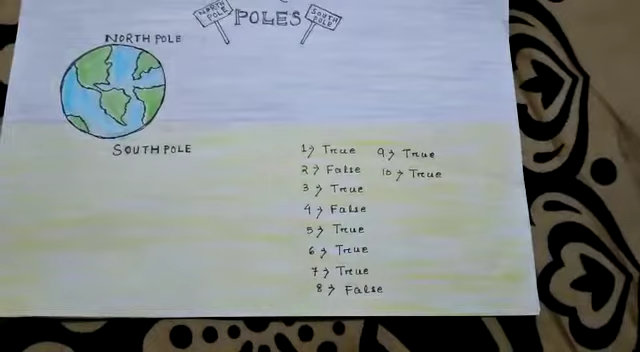 NORTH POLE
POLES
SOUTH POLE
NORTH POLE
SOUTH POLE
1) True
2) False
3) True
4) False
5) True
6) True
7) True
8) False
9) True
10) True